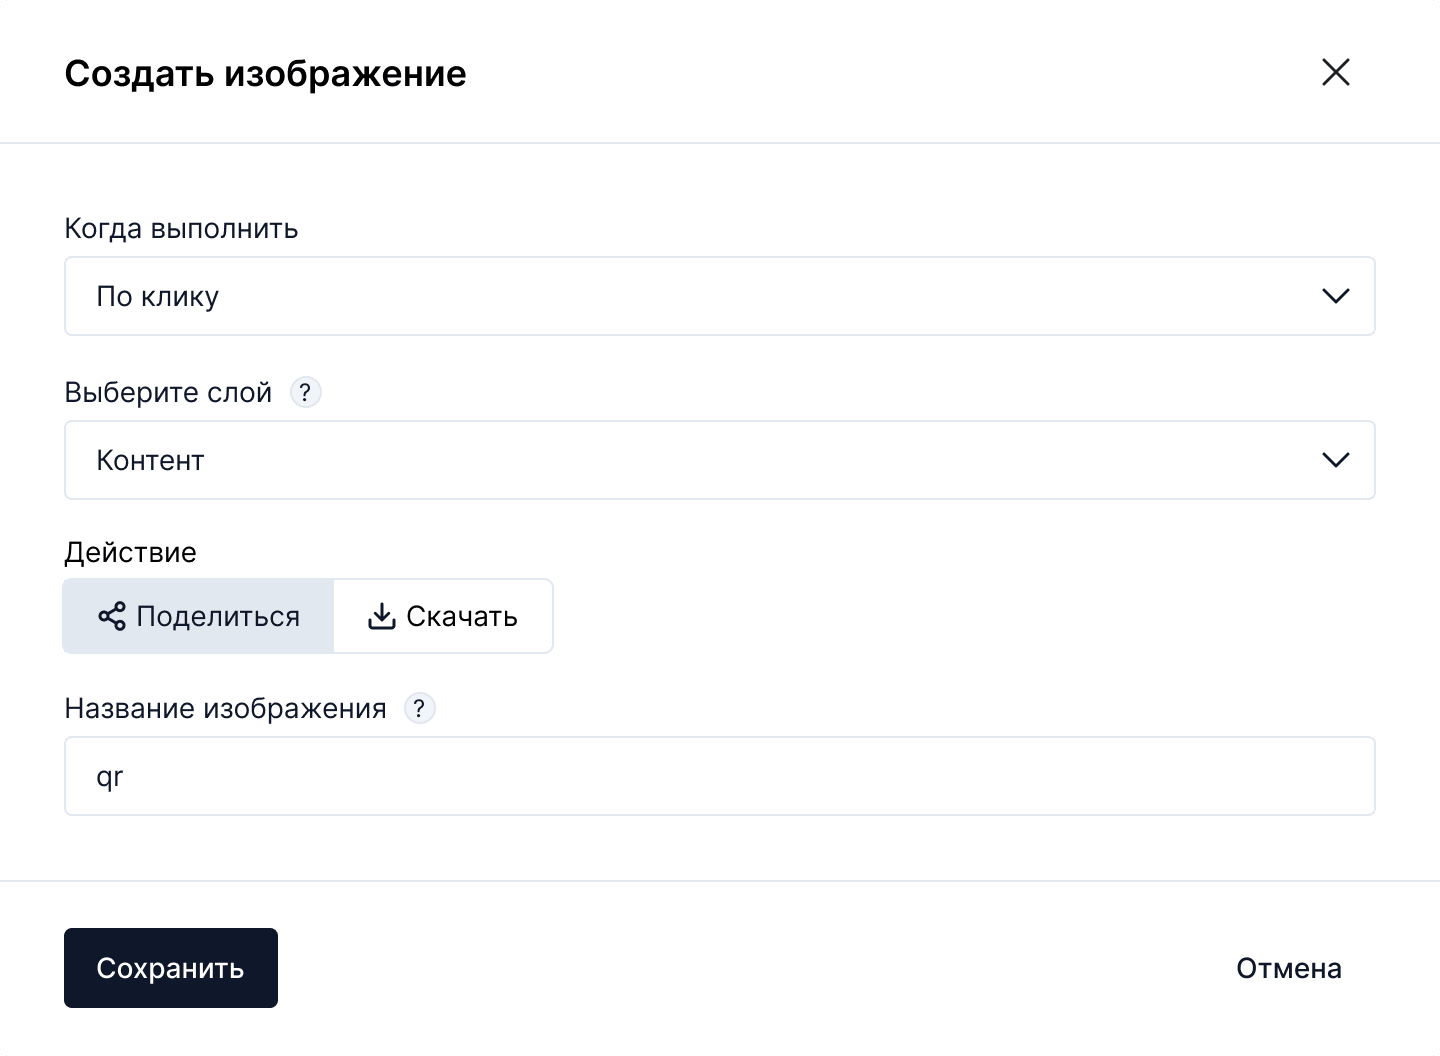 Создать изображение
Когда выполнить
По клику
Выберите слой ?
Контент
Действие
Поделиться Скачать
Название изображения ?
qr
Сохранить Отмена